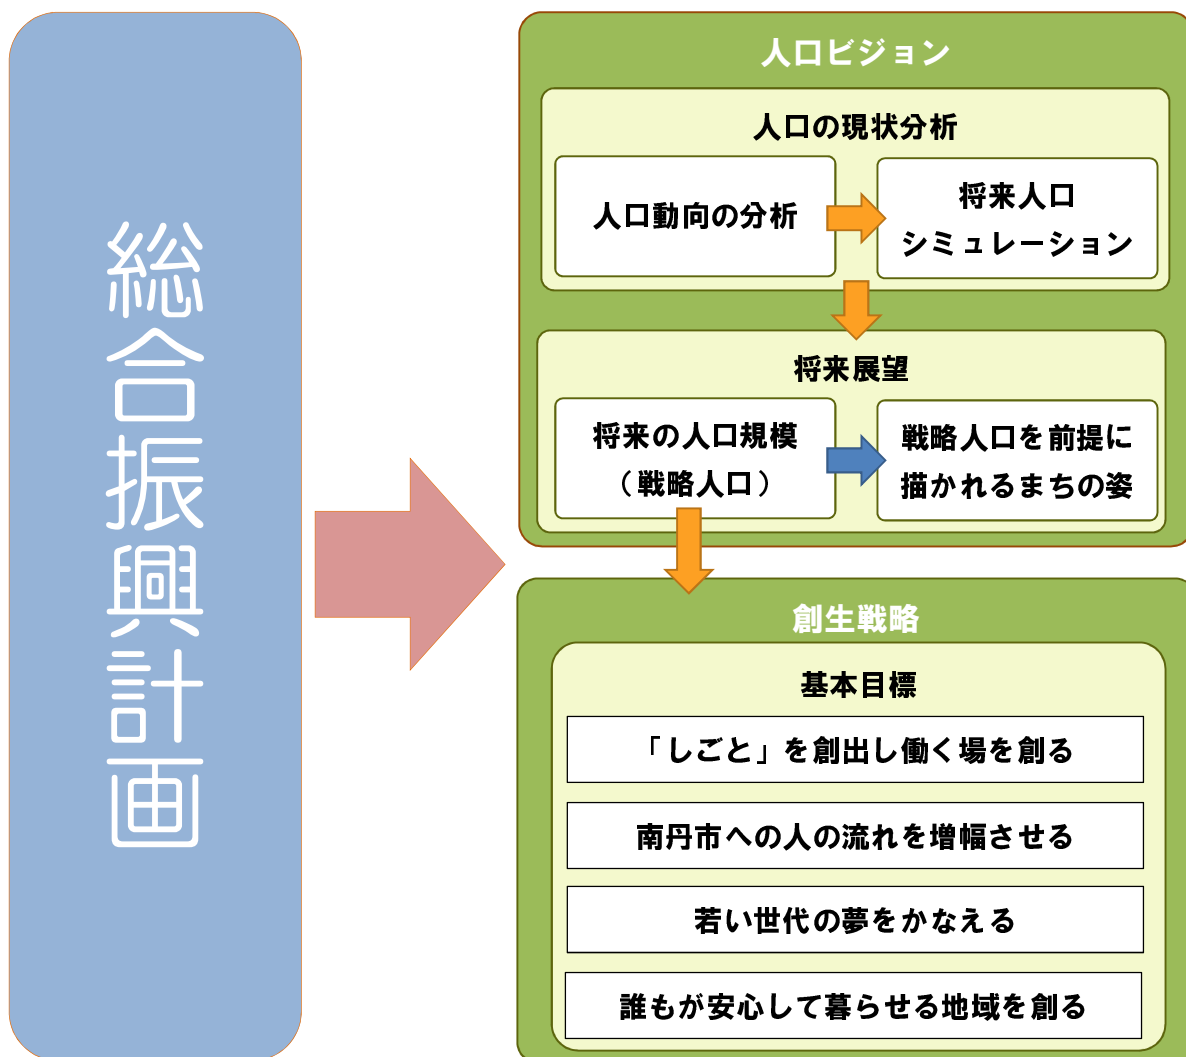 総合振興計画
人口ビジョン
人口の現状分析
人口動向の分析
将来人口
シミュレーション
将来展望
将来の人口規模
（戦略人口）
戦略人口を前提に
描かれるまちの姿
創生戦略
基本目標
「しごと」を創出し働く場を創る
南丹市への人の流れを増幅させる
若い世代の夢をかなえる
誰もが安心して暮らせる地域を創る